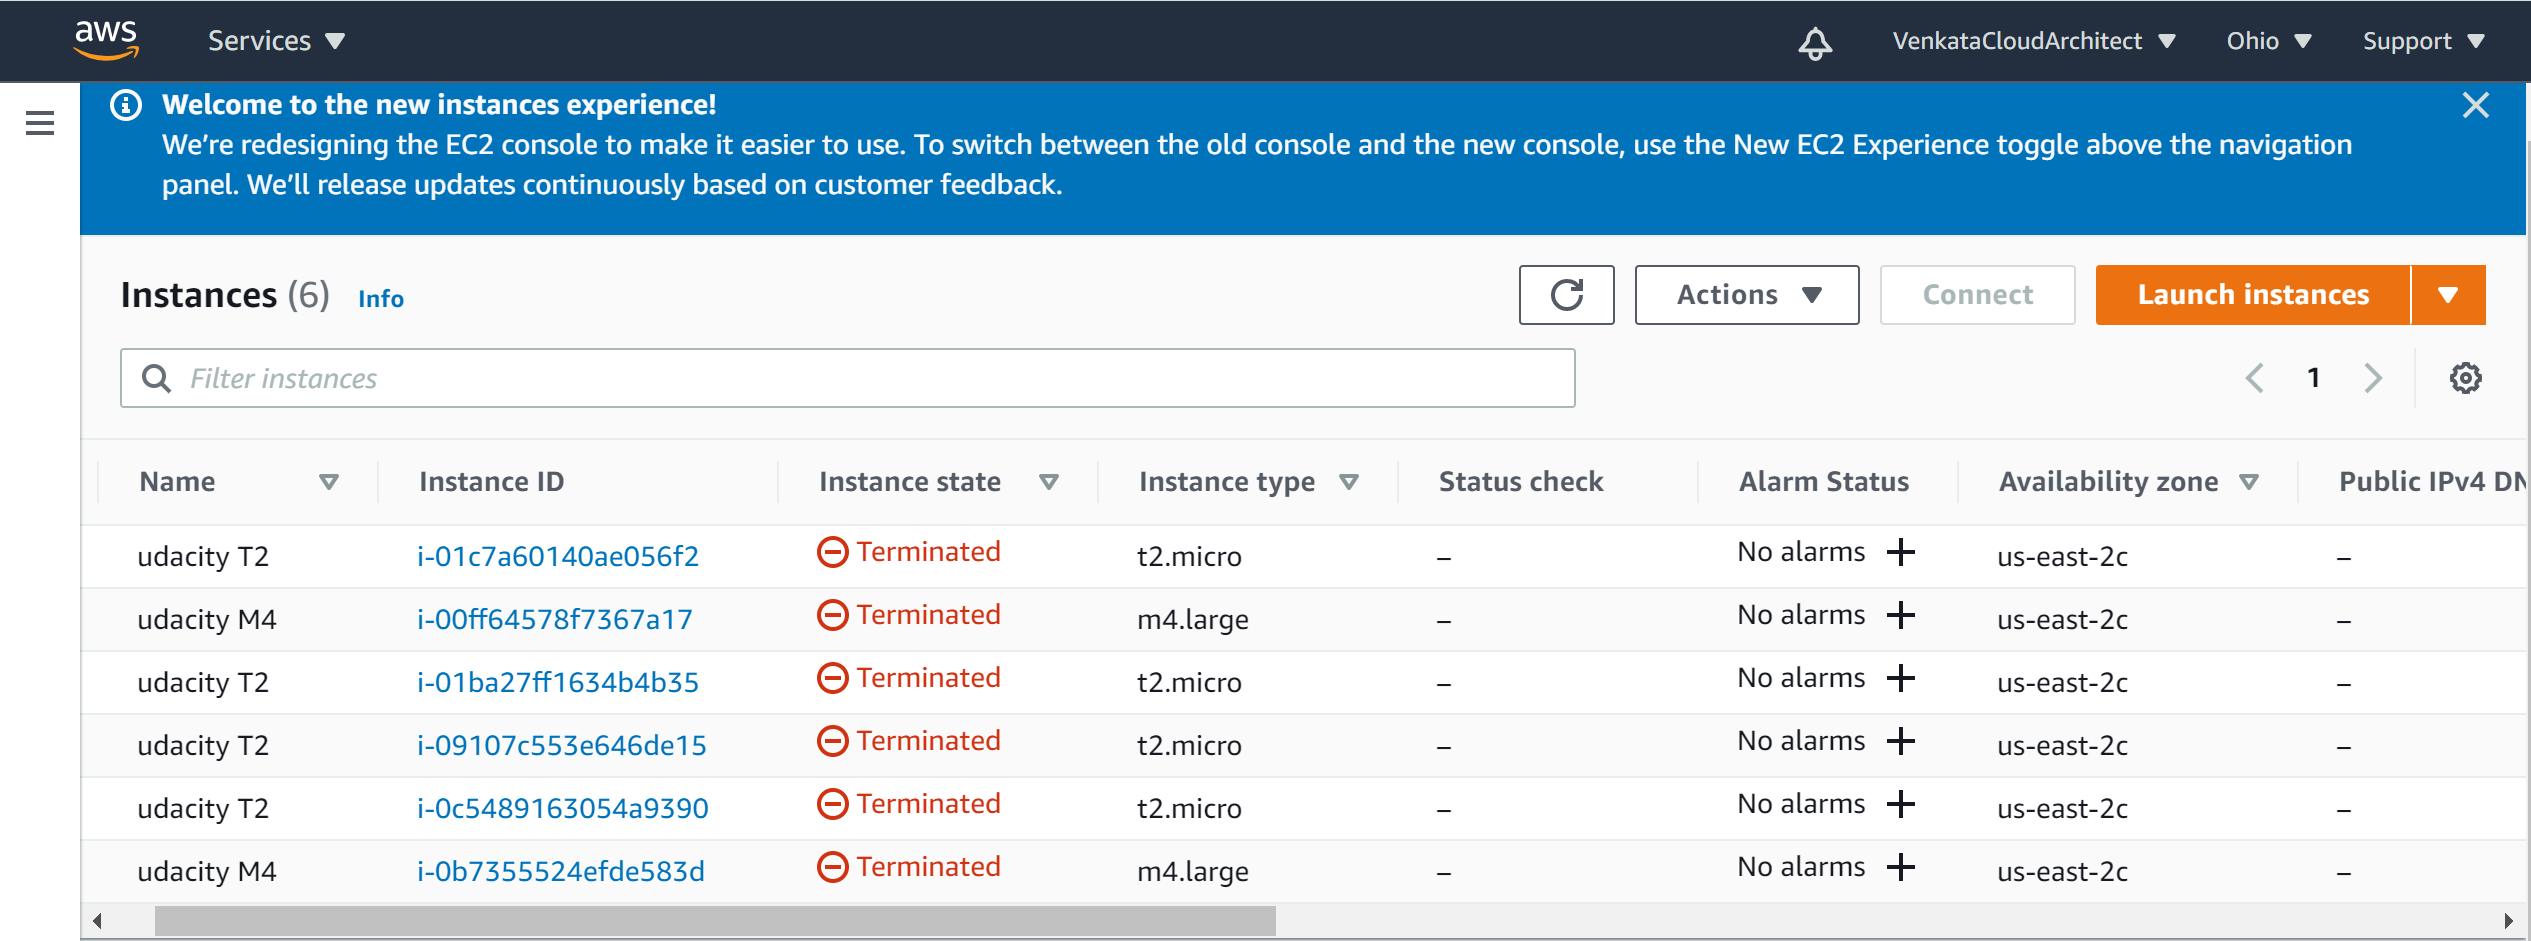 aws Services VenkataCloudArchitect Ohio Support
Welcome to the new instances experience!
We’re redesigning the EC2 console to make it easier to use. To switch between the old console and the new console, use the New EC2 Experience toggle above the navigation
panel. We’ll release updates continuously based on customer feedback.
Instances (6) Info Actions Connect Launch instances
Filter instances 1
Name Instance ID Instance state Instance type Status check Alarm Status Availability zone Public IPv4 DN
udacity T2 i-01c7a60140ae056f2 Terminated t2.micro – No alarms + us-east-2c –
udacity M4 i-00ff64578f7367a17 Terminated m4.large – No alarms + us-east-2c –
udacity T2 i-01ba27ff1634b4b35 Terminated t2.micro – No alarms + us-east-2c –
udacity T2 i-09107c553e646de15 Terminated t2.micro – No alarms + us-east-2c –
udacity T2 i-0c5489163054a9390 Terminated t2.micro – No alarms + us-east-2c –
udacity M4 i-0b7355524efde583d Terminated m4.large – No alarms + us-east-2c –